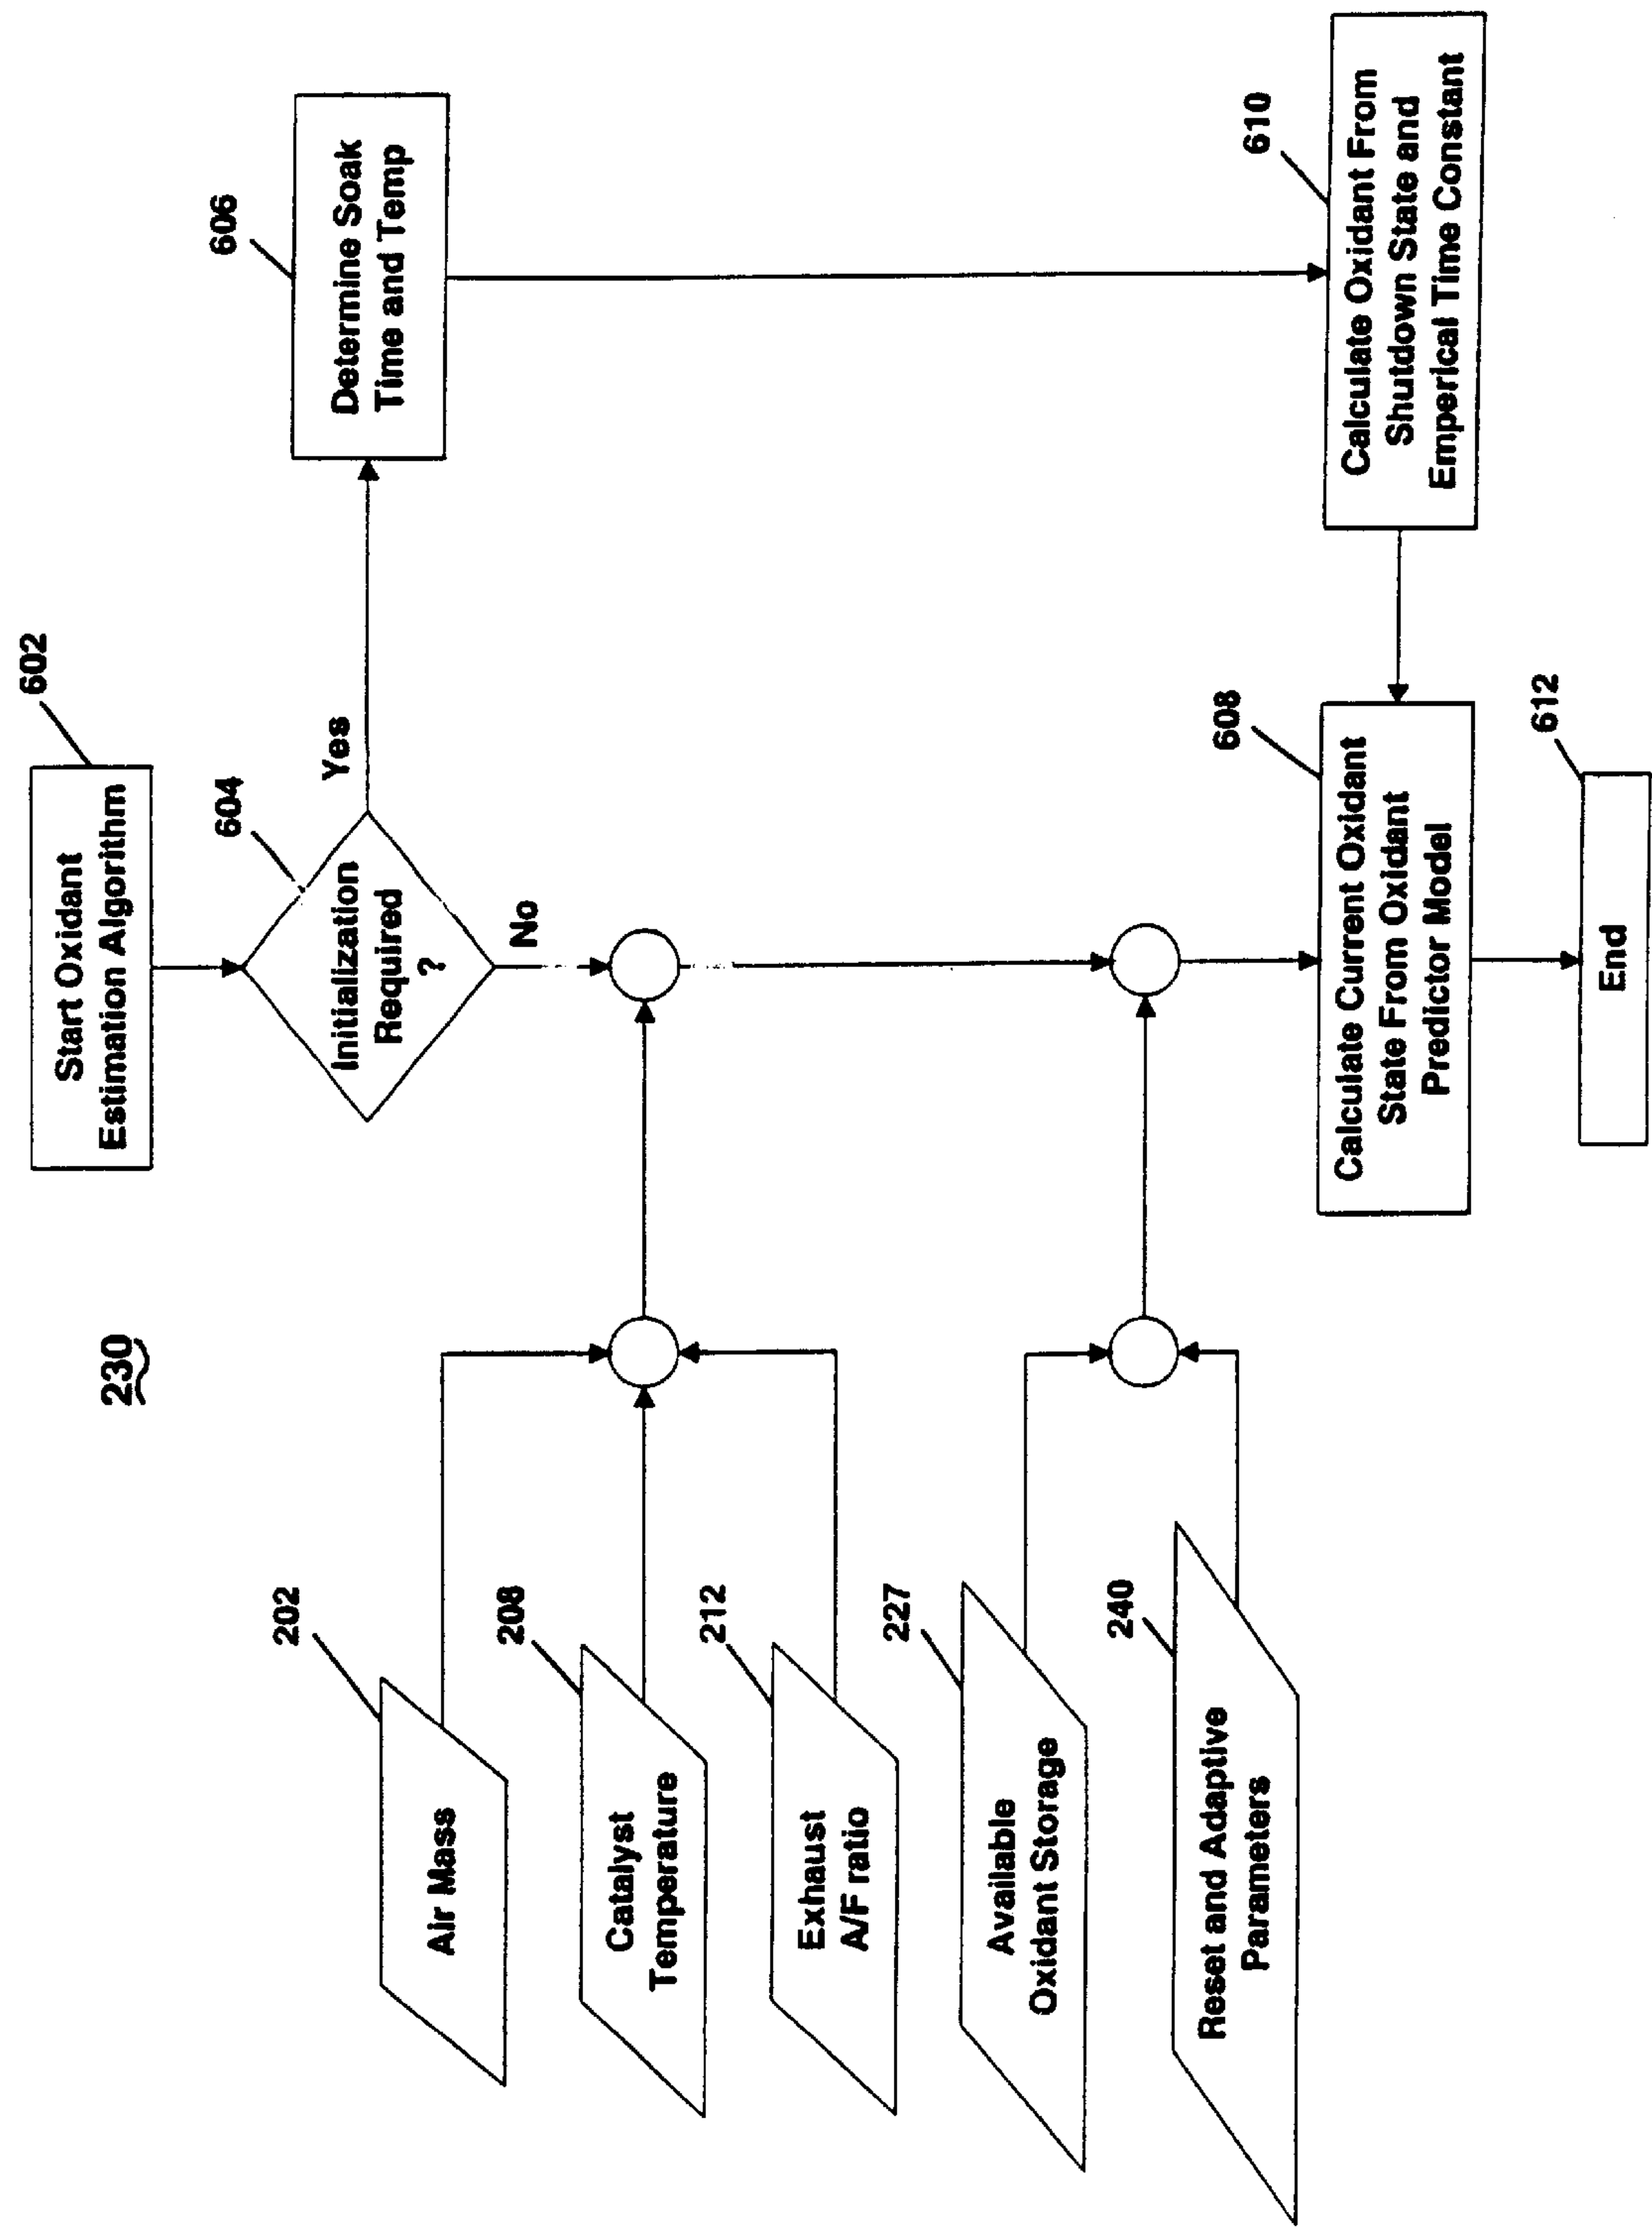 230
602
Start Oxidant
Estimation Algorithm
604
Initialization
Required
?
Yes
No
606
Determine Soak
Time and Temp
202
Air Mass
208
Catalyst
Temperature
212
Exhaust
A/F ratio
227
Available
Oxidant Storage
240
Reset and Adaptive
Parameters
608
Calculate Current Oxidant
State From Oxidant
Predictor Model
610
Calculate Oxidant From
Shutdown State and
Emperical Time Constant
612
End